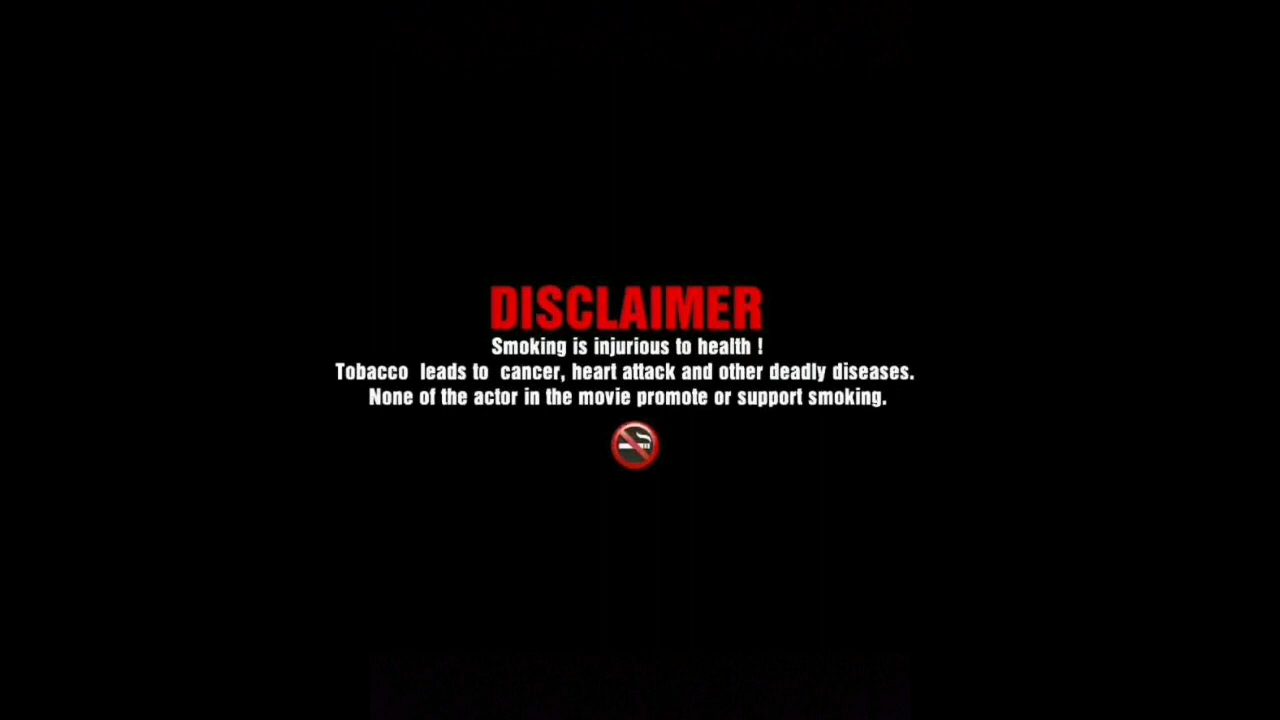 DISCLAIMER
Smoking is injurious to health !
Tobacco leads to cancer, heart attack and other deadly diseases.
None of the actor in the movie promote or support smoking.